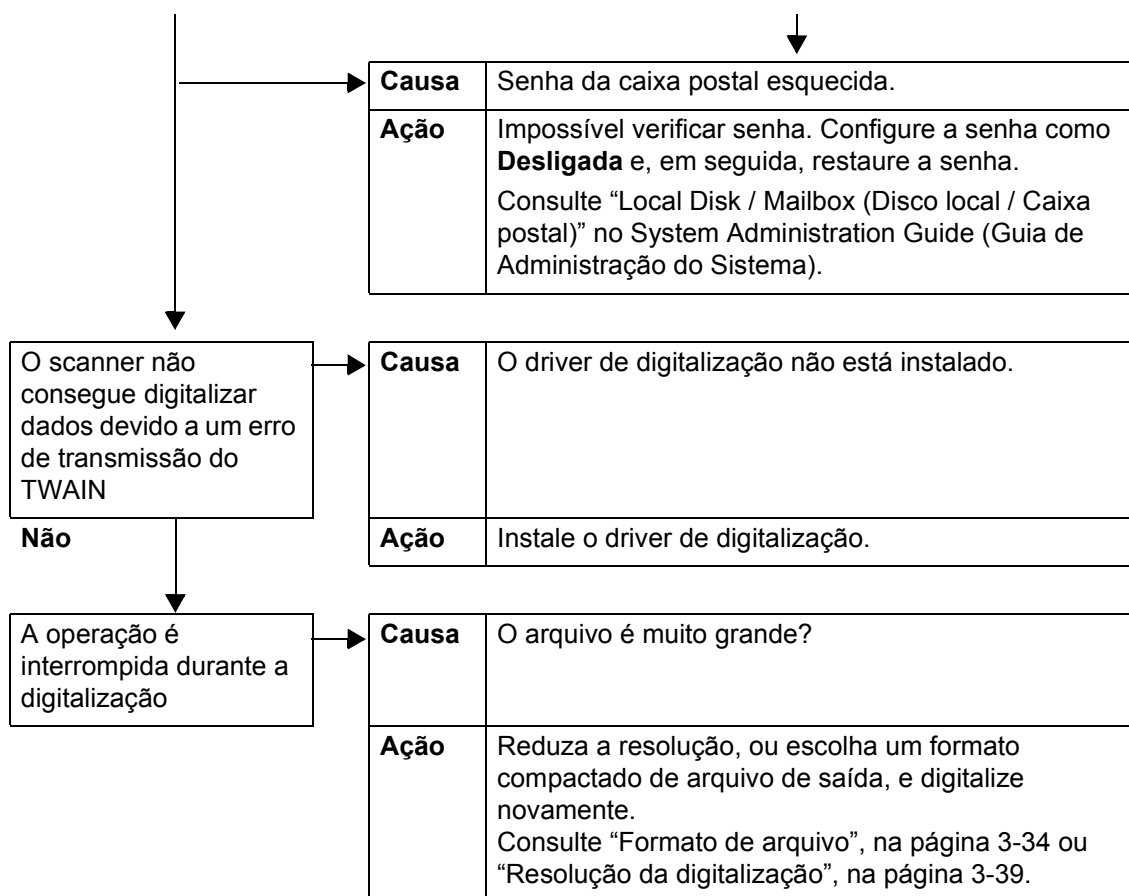 Causa
Senha da caixa postal esquecida.
Ação
Impossível verificar senha. Configure a senha como
Desligada e, em seguida, restaure a senha.
Consulte “Local Disk / Mailbox (Disco local / Caixa
postal)” no System Administration Guide (Guia de
Administração do Sistema).
O scanner não
consegue digitalizar
dados devido a um erro
de transmissão do
TWAIN
Causa
O driver de digitalização não está instalado.
Não
Ação
Instale o driver de digitalização.
A operação é
interrompida durante a
digitalização
Causa
O arquivo é muito grande?
Ação
Reduza a resolução, ou escolha um formato
compactado de arquivo de saída, e digitalize
novamente.
Consulte “Formato de arquivo”, na página 3-34 ou
“Resolução da digitalização”, na página 3-39.